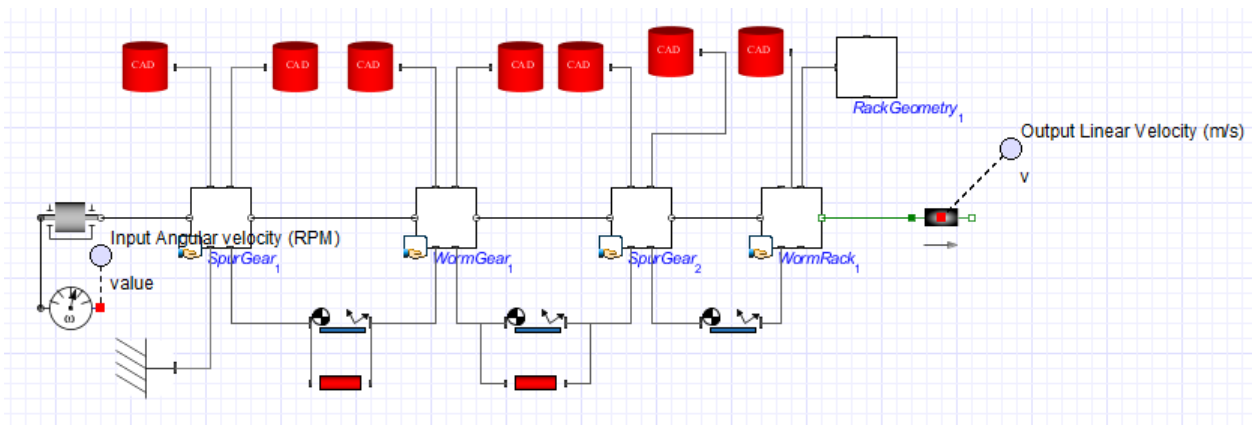 CAD
CAD
CAD
CAD
CAD
CAD
CAD
RackGeometry1
Output Linear Velocity (m/s)
v
Input Angular velocity (RPM)
value
SpurGear1
WormGear1
SpurGear2
WormRack1
ω